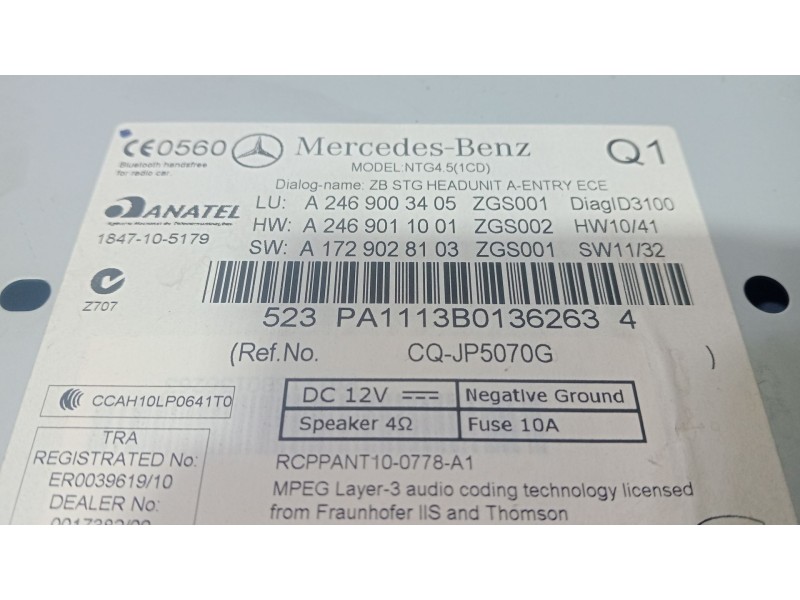 CE0560 Mercedes-Benz Q1
Bluetooth handsfree
for radio car.
MODEL:NTG4.5(1CD)
Dialog-name: ZB STG HEADUNIT A-ENTRY ECE
ANATEL
1847-10-5179
LU: A 246 900 34 05 ZGS001 DiagID3100
HW: A 246 901 10 01 ZGS002 HW10/41
SW: A 172 902 81 03 ZGS001 SW11/32
Z707
523 PA1113B0136263 4
(Ref.No. CQ-JP5070G )
CCAH10LP0641T0
DC 12V Negative Ground
Speaker 4Ω Fuse 10A
TRA
REGISTRATED No:
ER0039619/10
DEALER No:
RCPPANT10-0778-A1
MPEG Layer-3 audio coding technology licensed
from Fraunhofer IIS and Thomson